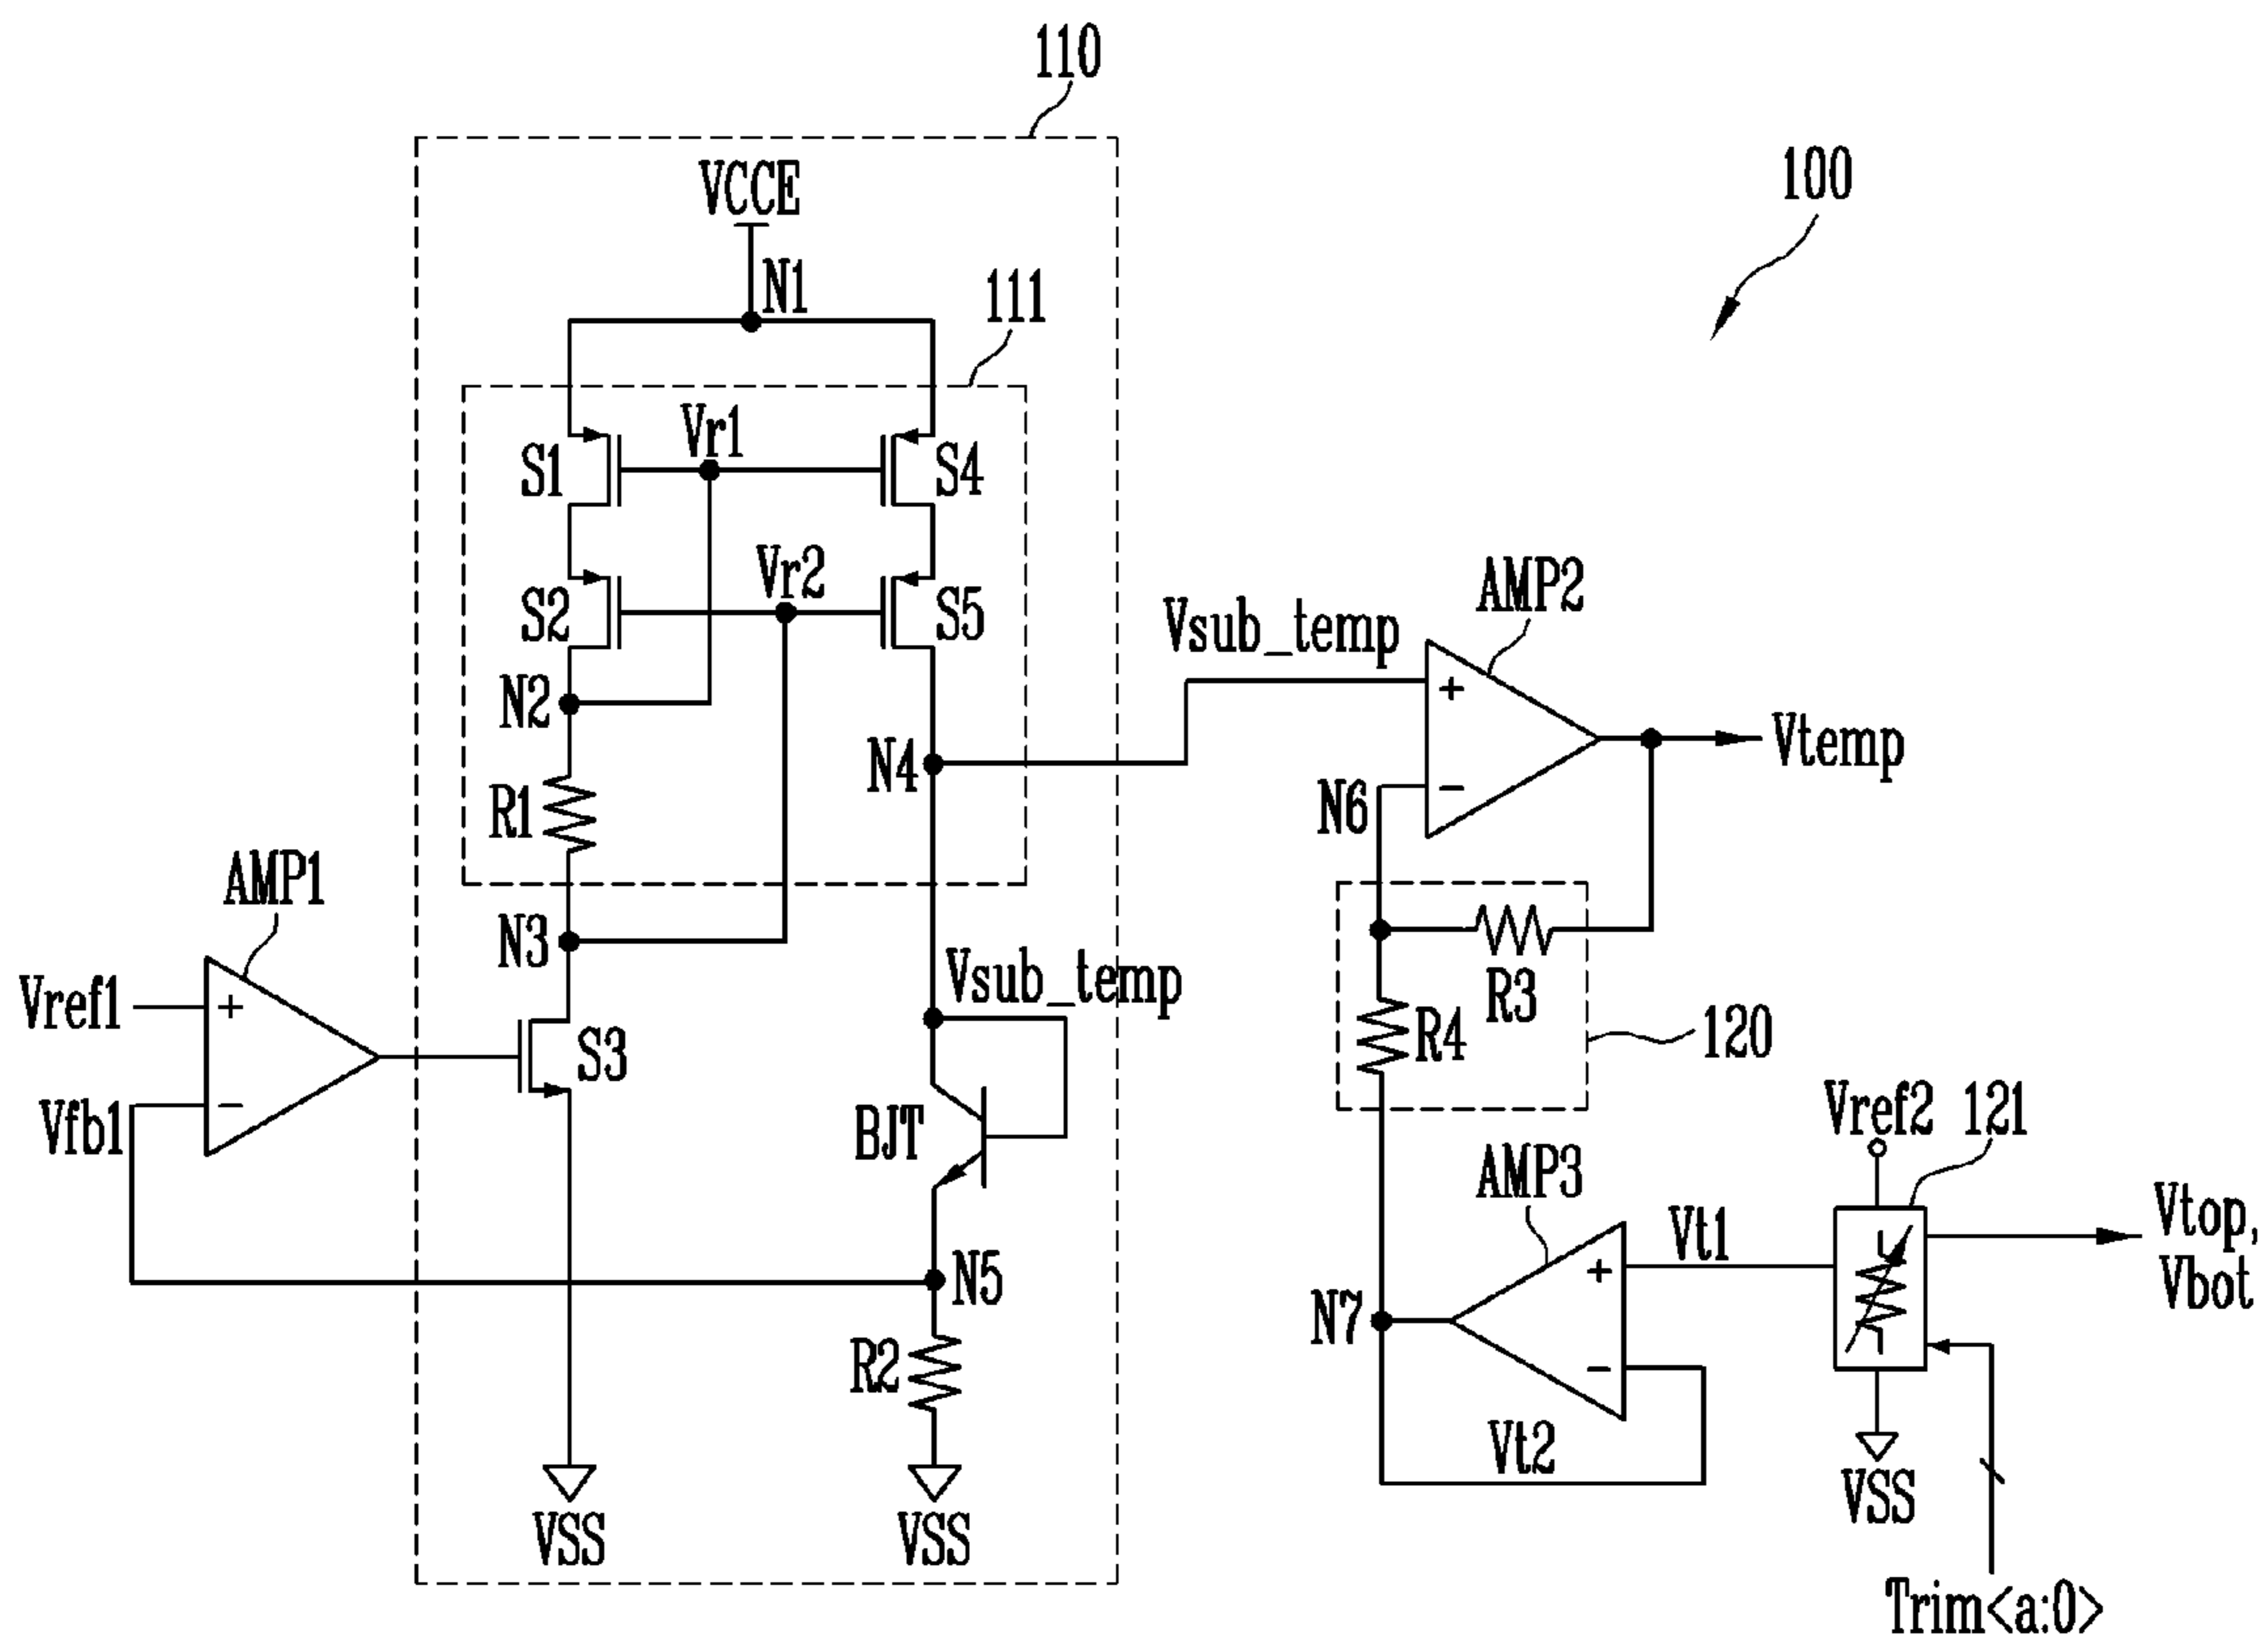 110
100
VCCE
N1
111
Vr1
S1
S4
Vr2
S2
S5
AMP2
Vsub_temp
+
N2
Vtemp
N4
N6
−
R1
AMP1
N3
R3
Vsub_temp
Vref1
+
S3
R4
120
Vfb1
−
BJT
Vref2
121
AMP3
Vt1
Vtop,
Vbot
+
N5
N7
R2
−
Vt2
VSS
VSS
VSS
Trim<a:0>